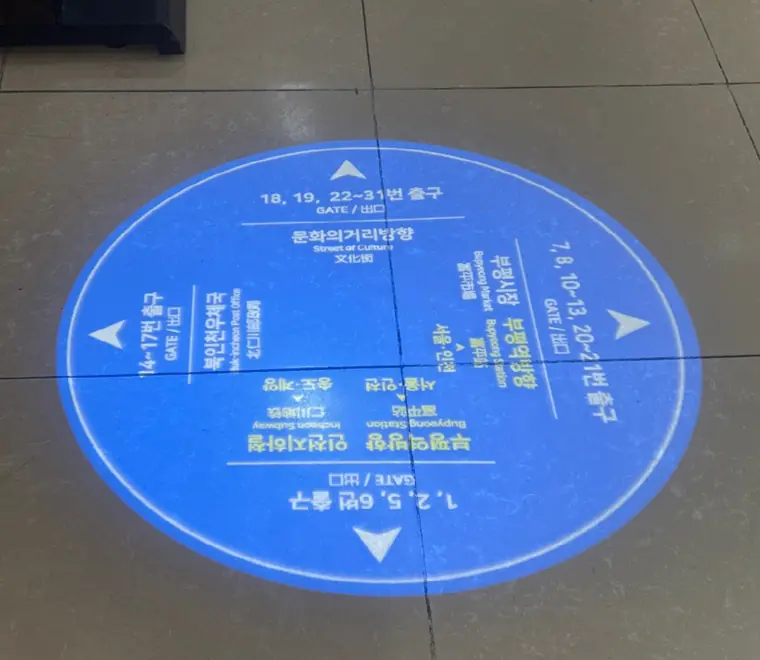 18, 19, 22~31번 출구
GATE / 出口
문화의거리방향
Street of Culture
文化街
7, 8, 10~13, 20~21번 출구
GATE / 出口
부평시장 부평역방향
Bupyeong Market Bupyeong Station
富平市場 富平站
서울·인천
1, 2, 5, 6번 출구
GATE / 出口
부평역방향 인천지하철
Bupyeong Station Incheon Subway
富平站 仁川地铁
서울·인천 송도·계양
14~17번 출구
GATE / 出口
북인천우체국
Buk-incheon Post Office
北仁川邮政局